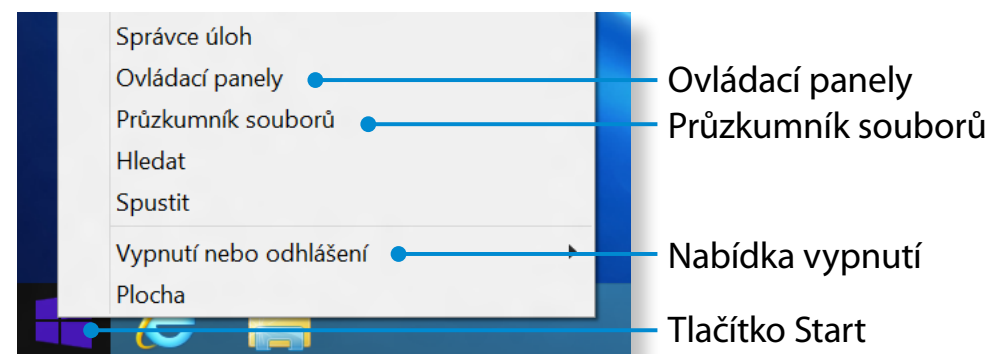 Správce úloh
Ovládací panely
Ovládací panely
Průzkumník souborů
Průzkumník souborů
Hledat
Spustit
Vypnutí nebo odhlášení
Nabídka vypnutí
Plocha
Tlačítko Start